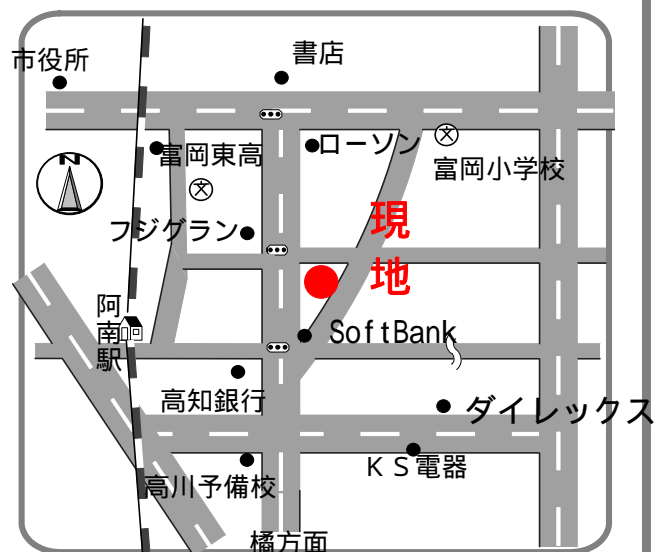 書店
市役所
ローソン
富岡東高
富岡小学校
N
文
文
フジグラン
現地
阿南駅
SoftBank
高知銀行
ダイレックス
KS電器
高川予備校
橘方面